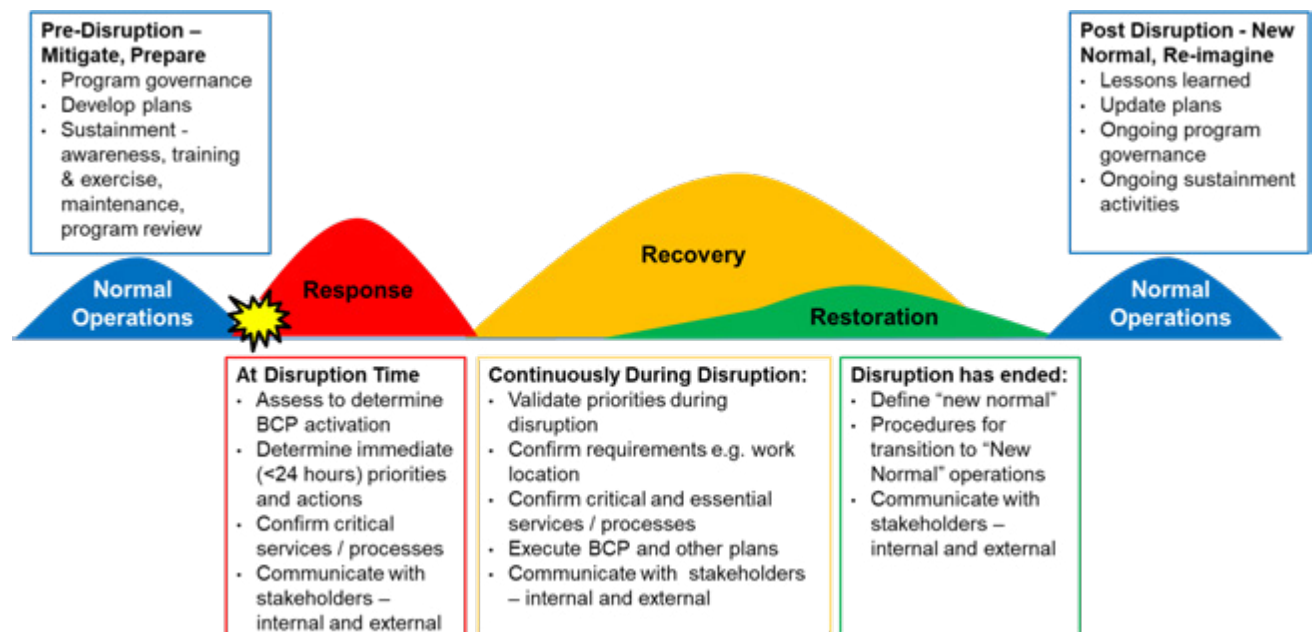 Pre-Disruption –
Mitigate, Prepare
· Program governance
· Develop plans
· Sustainment -
awareness, training
& exercise,
maintenance,
program review
Post Disruption - New
Normal, Re-imagine
· Lessons learned
· Update plans
· Ongoing program
governance
· Ongoing sustainment
activities
Normal
Operations
Response
Recovery
Restoration
Normal
Operations
At Disruption Time
· Assess to determine
BCP activation
· Determine immediate
(<24 hours) priorities
and actions
· Confirm critical
services / processes
· Communicate with
stakeholders –
internal and external
Continuously During Disruption:
· Validate priorities during
disruption
· Confirm requirements e.g. work
location
· Confirm critical and essential
services / processes
· Execute BCP and other plans
· Communicate with stakeholders
– internal and external
Disruption has ended:
· Define “new normal”
· Procedures for
transition to “New
Normal” operations
· Communicate with
stakeholders –
internal and external